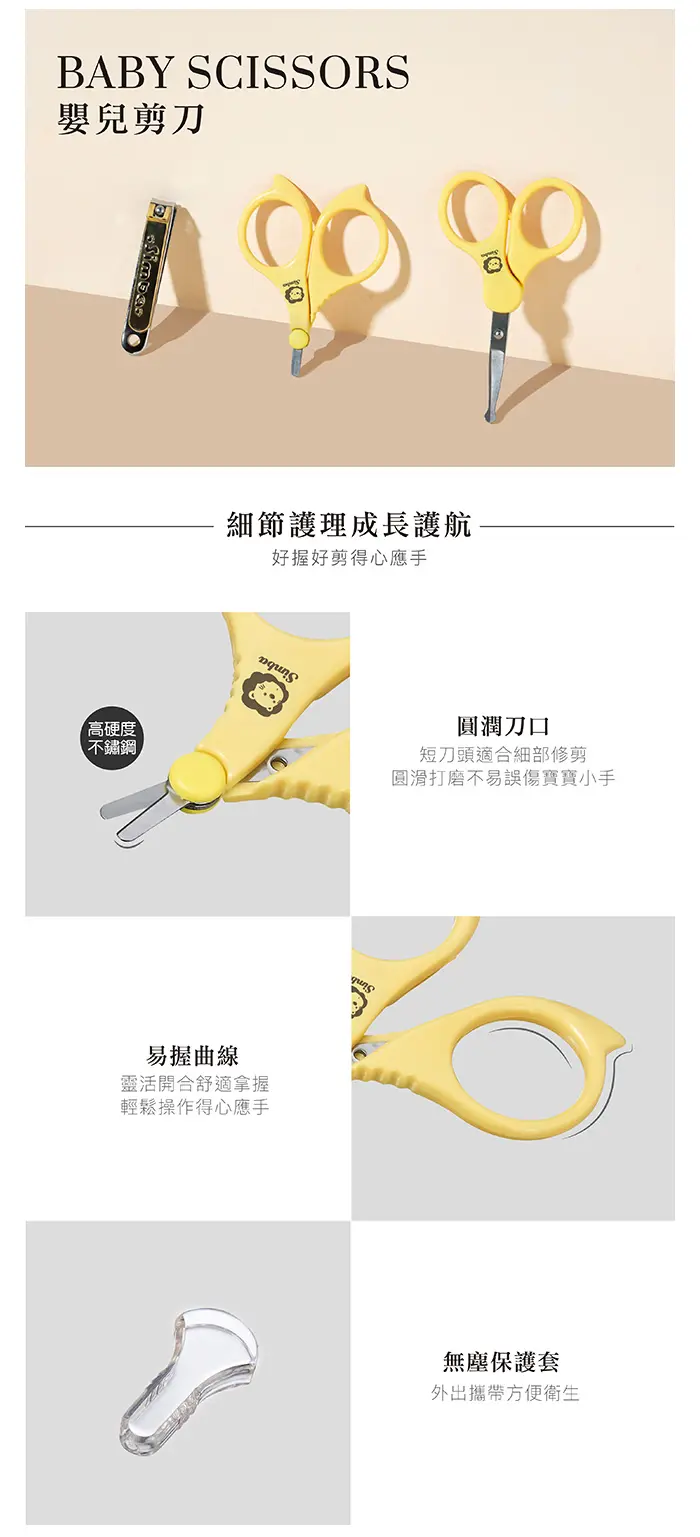 BABY SCISSORS
嬰兒剪刀
Simba
Simba
Simba
細節護理成長護航
好握好剪得心應手
Simba
高硬度
不鏽鋼
圓潤刀口
短刀頭適合細部修剪
圓滑打磨不易誤傷寶寶小手
Simba
易握曲線
靈活開合舒適拿握
輕鬆操作得心應手
無塵保護套
外出攜帶方便衛生